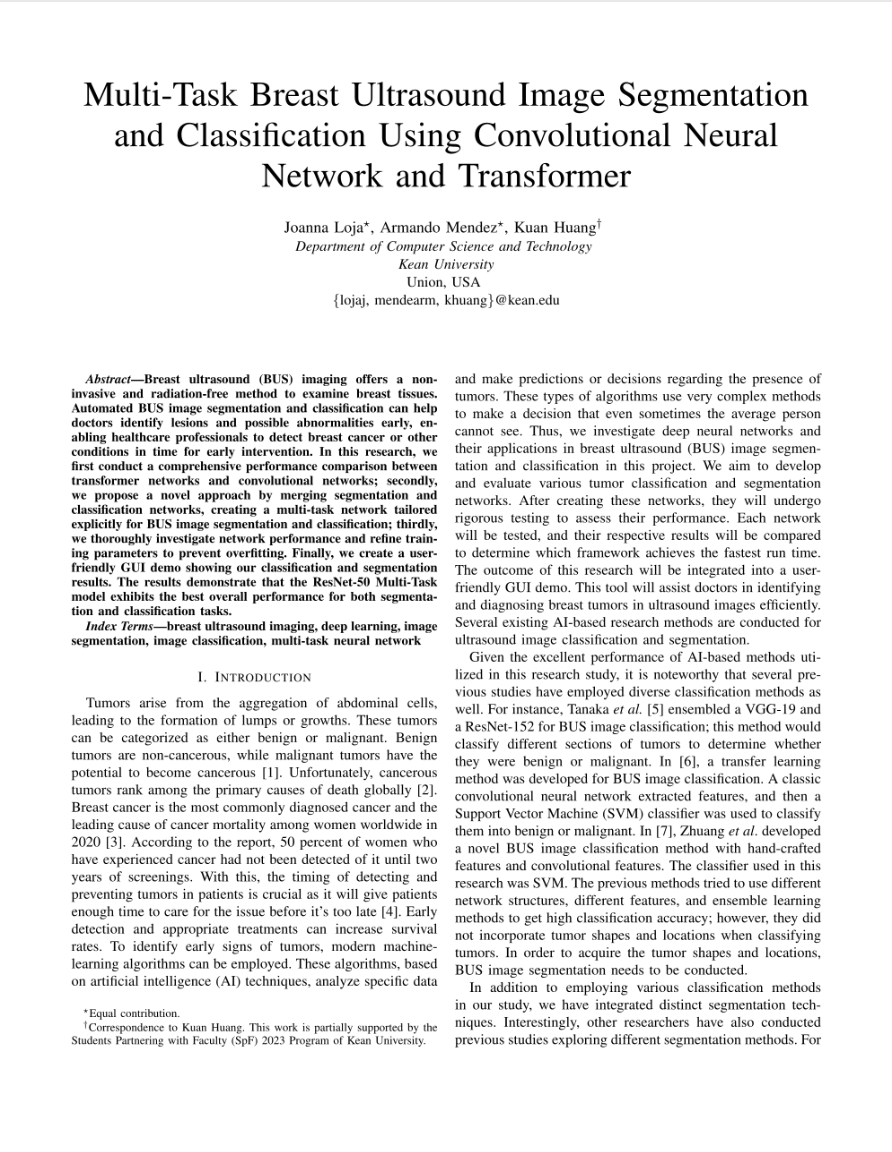 Multi-Task Breast Ultrasound Image Segmentation
and Classification Using Convolutional Neural
Network and Transformer
Joanna Loja⋆, Armando Mendez⋆, Kuan Huang†
Department of Computer Science and Technology
Kean University
Union, USA
{lojaj, mendearm, khuang}@kean.edu
Abstract—Breast ultrasound (BUS) imaging offers a non-
invasive and radiation-free method to examine breast tissues.
Automated BUS image segmentation and classification can help
doctors identify lesions and possible abnormalities early, en-
abling healthcare professionals to detect breast cancer or other
conditions in time for early intervention. In this research, we
first conduct a comprehensive performance comparison between
transformer networks and convolutional networks; secondly,
we propose a novel approach by merging segmentation and
classification networks, creating a multi-task network tailored
explicitly for BUS image segmentation and classification; thirdly,
we thoroughly investigate network performance and refine train-
ing parameters to prevent overfitting. Finally, we create a user-
friendly GUI demo showing our classification and segmentation
results. The results demonstrate that the ResNet-50 Multi-Task
model exhibits the best overall performance for both segmenta-
tion and classification tasks.
Index Terms—breast ultrasound imaging, deep learning, image
segmentation, image classification, multi-task neural network
I. INTRODUCTION
Tumors arise from the aggregation of abdominal cells,
leading to the formation of lumps or growths. These tumors
can be categorized as either benign or malignant. Benign
tumors are non-cancerous, while malignant tumors have the
potential to become cancerous [1]. Unfortunately, cancerous
tumors rank among the primary causes of death globally [2].
Breast cancer is the most commonly diagnosed cancer and the
leading cause of cancer mortality among women worldwide in
2020 [3]. According to the report, 50 percent of women who
have experienced cancer had not been detected of it until two
years of screenings. With this, the timing of detecting and
preventing tumors in patients is crucial as it will give patients
enough time to care for the issue before it's too late [4]. Early
detection and appropriate treatments can increase survival
rates. To identify early signs of tumors, modern machine-
learning algorithms can be employed. These algorithms, based
on artificial intelligence (AI) techniques, analyze specific data
⋆Equal contribution.
†Correspondence to Kuan Huang. This work is partially supported by the
Students Partnering with Faculty (SpF) 2023 Program of Kean University.
and make predictions or decisions regarding the presence of
tumors. These types of algorithms use very complex methods
to make a decision that even sometimes the average person
cannot see. Thus, we investigate deep neural networks and
their applications in breast ultrasound (BUS) image segmen-
tation and classification in this project. We aim to develop
and evaluate various tumor classification and segmentation
networks. After creating these networks, they will undergo
rigorous testing to assess their performance. Each network
will be tested, and their respective results will be compared
to determine which framework achieves the fastest run time.
The outcome of this research will be integrated into a user-
friendly GUI demo. This tool will assist doctors in identifying
and diagnosing breast tumors in ultrasound images efficiently.
Several existing AI-based research methods are conducted for
ultrasound image classification and segmentation.
Given the excellent performance of AI-based methods uti-
lized in this research study, it is noteworthy that several pre-
vious studies have employed diverse classification methods as
well. For instance, Tanaka et al. [5] ensembled a VGG-19 and
a ResNet-152 for BUS image classification; this method would
classify different sections of tumors to determine whether
they were benign or malignant. In [6], a transfer learning
method was developed for BUS image classification. A classic
convolutional neural network extracted features, and then a
Support Vector Machine (SVM) classifier was used to classify
them into benign or malignant. In [7], Zhuang et al. developed
a novel BUS image classification method with hand-crafted
features and convolutional features. The classifier used in this
research was SVM. The previous methods tried to use different
network structures, different features, and ensemble learning
methods to get high classification accuracy; however, they did
not incorporate tumor shapes and locations when classifying
tumors. In order to acquire the tumor shapes and locations,
BUS image segmentation needs to be conducted.
In addition to employing various classification methods
in our study, we have integrated distinct segmentation tech-
niques. Interestingly, other researchers have also conducted
previous studies exploring different segmentation methods. For